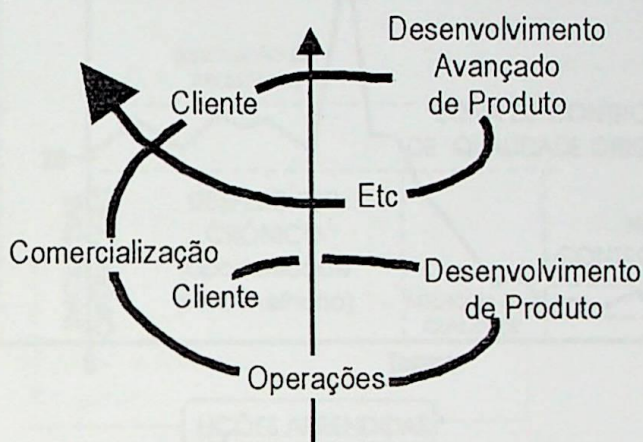 Desenvolvimento
Avançado
de Produto
Cliente
Etc
Comercialização
Cliente
Desenvolvimento
de Produto
Operações